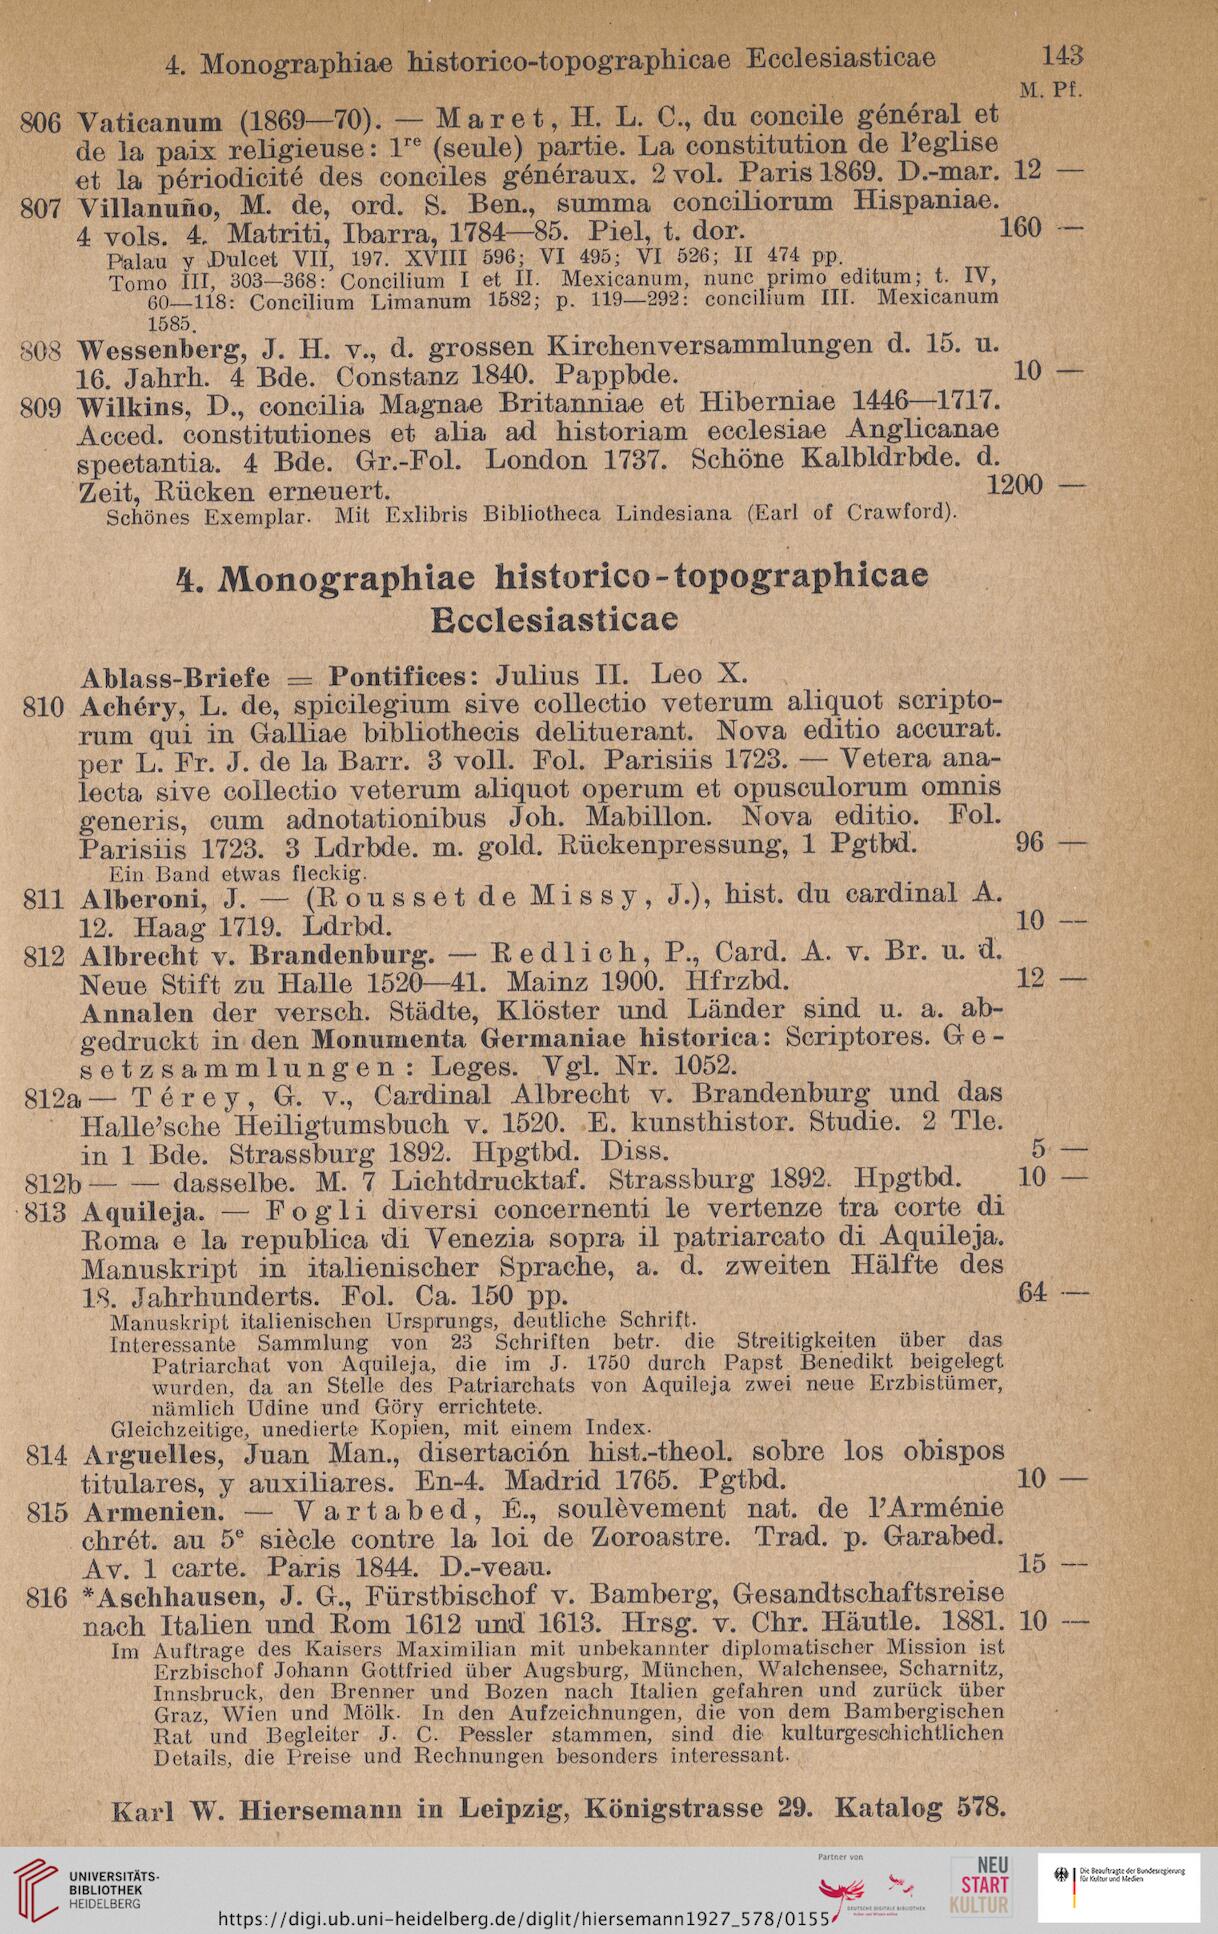 4. Monographiae historico-topographicae Ecclesiasticae 143
M. Pf.
806 Vaticanum (1869—70). — Maret, H. L. C., du concile général et
de la paix religieuse: 1re (seule) partie. La constitution de l'eglise
et la périodicité des conciles généraux. 2 vol. Paris 1869. D.-mar. 12 —
807 Villanuño, M. de, ord. S. Ben., summa conciliorum Hispaniae.
4 vols. 4. Matriti, Ibarra, 1784—85. Piel, t. dor. 160 —
Palau y Dulcet VII, 197. XVIII 596; VI 495; VI 526; II 474 pp.
Tomo III, 303—368: Concilium I et II. Mexicanum, nunc primo editum; t. IV,
60—118: Concilium Limanum 1582; p. 119—292: concilium III. Mexicanum
1585.
808 Wessenberg, J. H. v., d. grossen Kirchenversammlungen d. 15. u.
16. Jahrh. 4 Bde. Constanz 1840. Pappbde. 10 —
809 Wilkins, D., concilia Magnae Britanniae et Hiberniae 1446—1717.
Acced. constitutiones et alia ad historiam ecclesiae Anglicanae
spectantia. 4 Bde. Gr.-Fol. London 1737. Schöne Kalbldrbde. d.
Zeit, Rücken erneuert. 1200 —
Schönes Exemplar. Mit Exlibris Bibliotheca Lindesiana (Earl of Crawford).
4. Monographiae historico-topographicae
Ecclesiasticae
Ablass-Briefe = Pontifices: Julius II. Leo X.
810 Achéry, L. de, spicilegium sive collectio veterum aliquot scripto-
rum qui in Galliae bibliothecis delituerant. Nova editio accurat.
per L. Fr. J. de la Barr. 3 voll. Fol. Parisiis 1723. — Vetera ana-
lecta sive collectio veterum aliquot operum et opusculorum omnis
generis, cum adnotationibus Joh. Mabillon. Nova editio. Fol.
Parisiis 1723. 3 Ldrbde. m. gold. Rückenpressung, 1 Pgtbd. 96 —
Ein Band etwas fleckig.
811 Alberoni, J. — (Rousset de Missy, J.), hist. du cardinal A.
12. Haag 1719. Ldrbd. 10 —
812 Albrecht v. Brandenburg. — Redlich, P., Card. A. v. Br. u. d.
Neue Stift zu Halle 1520—41. Mainz 1900. Hfrzbd. 12 —
Annalen der versch. Städte, Klöster und Länder sind u. a. ab-
gedruckt in den Monumenta Germaniae historica: Scriptores. Ge-
setzsammlungen: Leges. Vgl. Nr. 1052.
812a — Térey, G. v., Cardinal Albrecht v. Brandenburg und das
Halle'sche Heiligtumsbuch v. 1520. E. kunsthistor. Studie. 2 Tle.
in 1 Bde. Strassburg 1892. Hpgtbd. Diss. 5 —
812b — — dasselbe. M. 7 Lichtdrucktaf. Strassburg 1892. Hpgtbd. 10 —
813 Aquileja. — Fogli diversi concernenti le vertenze tra corte di
Roma e la republica di Venezia sopra il patriarcato di Aquileja.
Manuskript in italienischer Sprache, a. d. zweiten Hälfte des
18. Jahrhunderts. Fol. Ca. 150 pp. 64 —
Manuskript italienischen Ursprungs, deutliche Schrift.
Interessante Sammlung von 23 Schriften betr. die Streitigkeiten über das
Patriarchat von Aquileja, die im J. 1750 durch Papst Benedikt beigelegt
wurden, da an Stelle des Patriarchats von Aquileja zwei neue Erzbistümer,
nämlich Udine und Göry errichtete.
Gleichzeitige, unedierte Kopien, mit einem Index.
814 Arguelles, Juan Man., disertación hist.-theol. sobre los obispos
titulares, y auxiliares. En-4. Madrid 1765. Pgtbd. 10 —
815 Armenien. — Vartabed, É., soulèvement nat. de l'Arménie
chrét. au 5e siècle contre la loi de Zoroastre. Trad. p. Garabed.
Av. 1 carte. Paris 1844. D.-veau. 15 —
816 *Aschhausen, J. G., Fürstbischof v. Bamberg, Gesandtschaftsreise
nach Italien und Rom 1612 und 1613. Hrsg. v. Chr. Häutle. 1881. 10 —
Im Auftrage des Kaisers Maximilian mit unbekannter diplomatischer Mission ist
Erzbischof Johann Gottfried über Augsburg, München, Walchensee, Scharnitz,
Innsbruck, den Brenner und Bozen nach Italien gefahren und zurück über
Graz, Wien und Mölk. In den Aufzeichnungen, die von dem Bambergischen
Rat und Begleiter J. C. Pessler stammen, sind die kulturgeschichtlichen
Details, die Preise und Rechnungen besonders interessant.
Karl W. Hiersemann in Leipzig, Königstrasse 29. Katalog 578.
UNIVERSITÄTS-
BIBLIOTHEK
HEIDELBERG
https://digi.ub.uni-heidelberg.de/diglit/hiersemann1927_578/0155
Partner von
DEUTSCHE DIGITALE BIBLIOTHEK
Kultur und Wissen online
NEU
START
KULTUR
Die Beauftragte der Bundesregierung
für Kultur und Medien